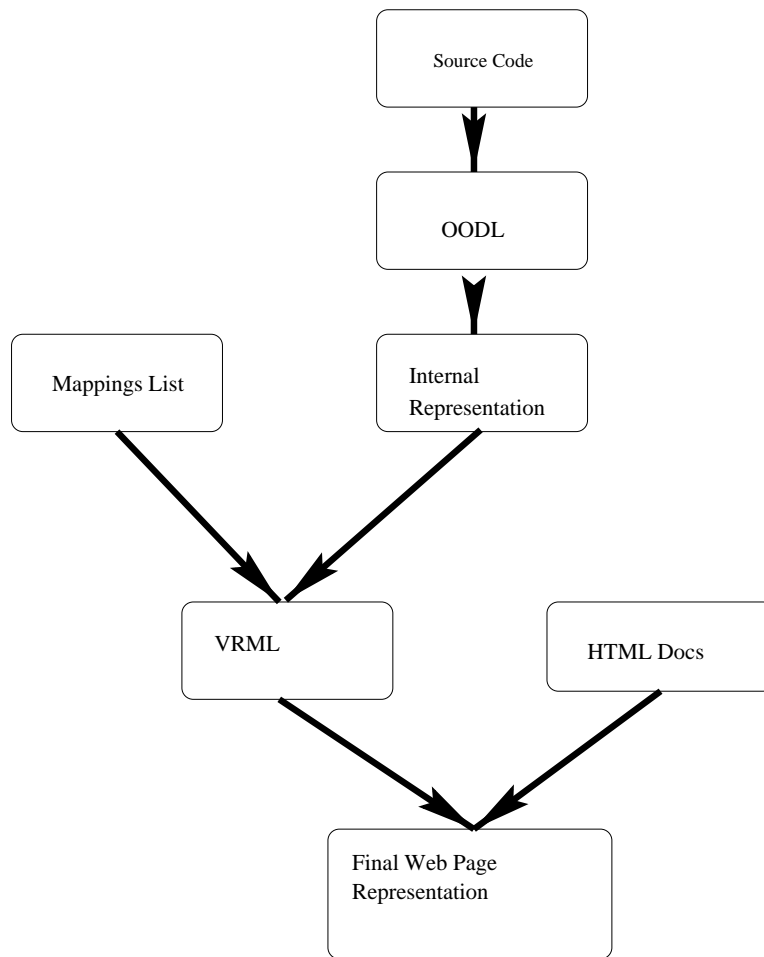 Source Code
OODL
Mappings List
Internal
Representation
VRML
HTML Docs
Final Web Page
Representation